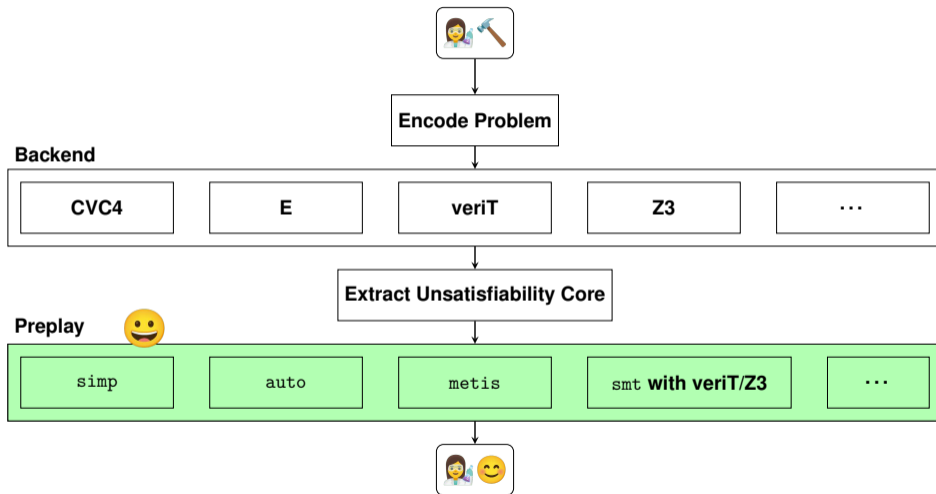 Encode Problem
Backend
CVC4 E veriT Z3 ...
Extract Unsatisfiability Core
Preplay
simp auto metis smt with veriT/Z3 ...